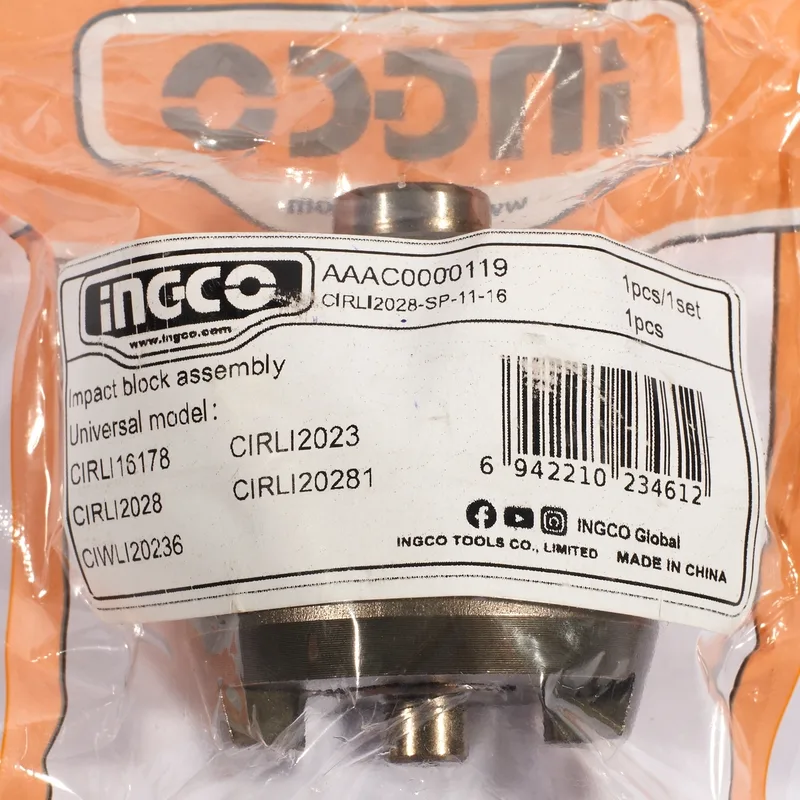 INGCO
INGCO
www.ingco.com
AAAC0000119
CIRLI2028-SP-11-16
1pcs/1set
1pcs
Impact block assembly
Universal model:
CIRLI16178
CIRLI2023
CIRLI2028
CIRLI20281
CIWLI20236
6 942210 234612
INGCO Global
INGCO TOOLS CO., LIMITED
MADE IN CHINA